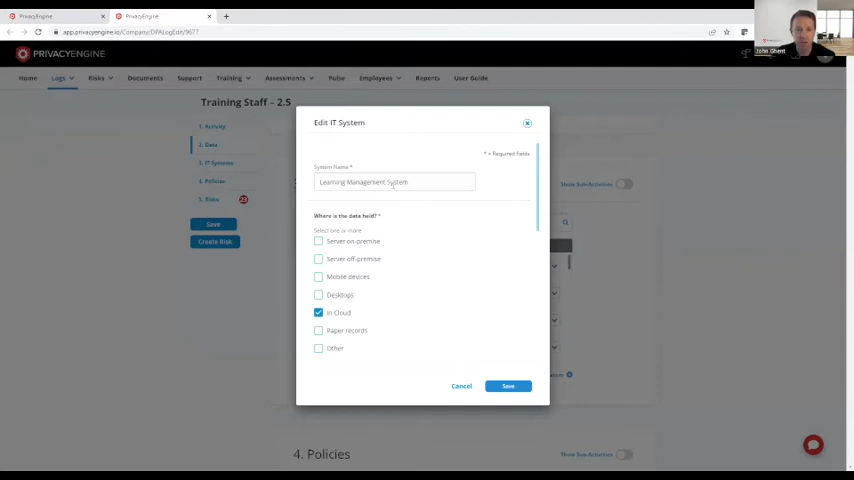 PrivacyEngine
PrivacyEngine
app.privacyengine.io/Company/DPALogEdit/9677
John Ghent
PRIVACYENGINE
Home Logs Risks Documents Support Training Assessments Pulse Employees Reports User Guide
Training Staff - 2.5
1. Activity
2. Data
3. IT Systems
4. Policies
5. Risks 23
Save
Create Risk
Edit IT System
* = Required fields
System Name *
Learning Management System
Where is the data held? *
Select one or more
Server on-premise
Server off-premise
Mobile devices
Desktops
In Cloud
Paper records
Other
Cancel Save
Show Sub-Activities
4. Policies
Show Sub-Activities